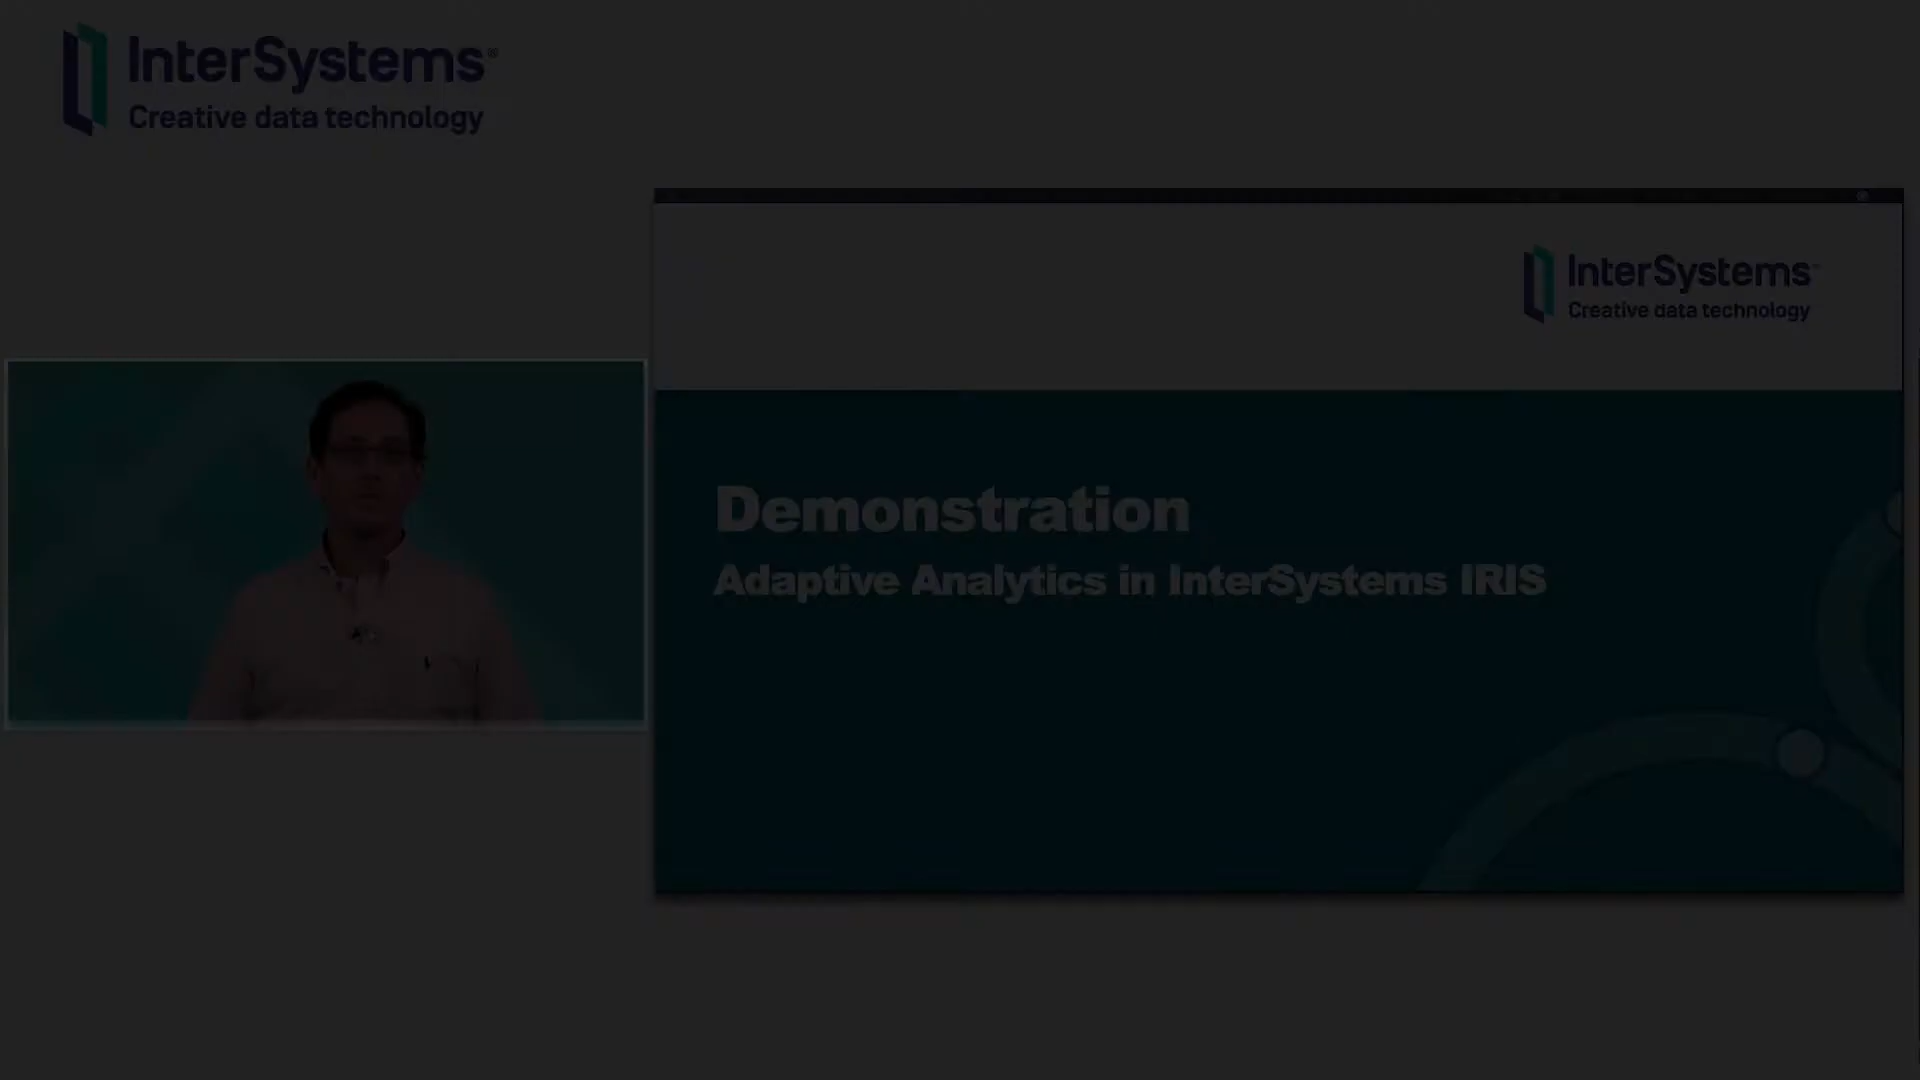 InterSystems®
Creative data technology
InterSystems
Creative data technology
Demonstration
Adaptive Analytics in InterSystems IRIS